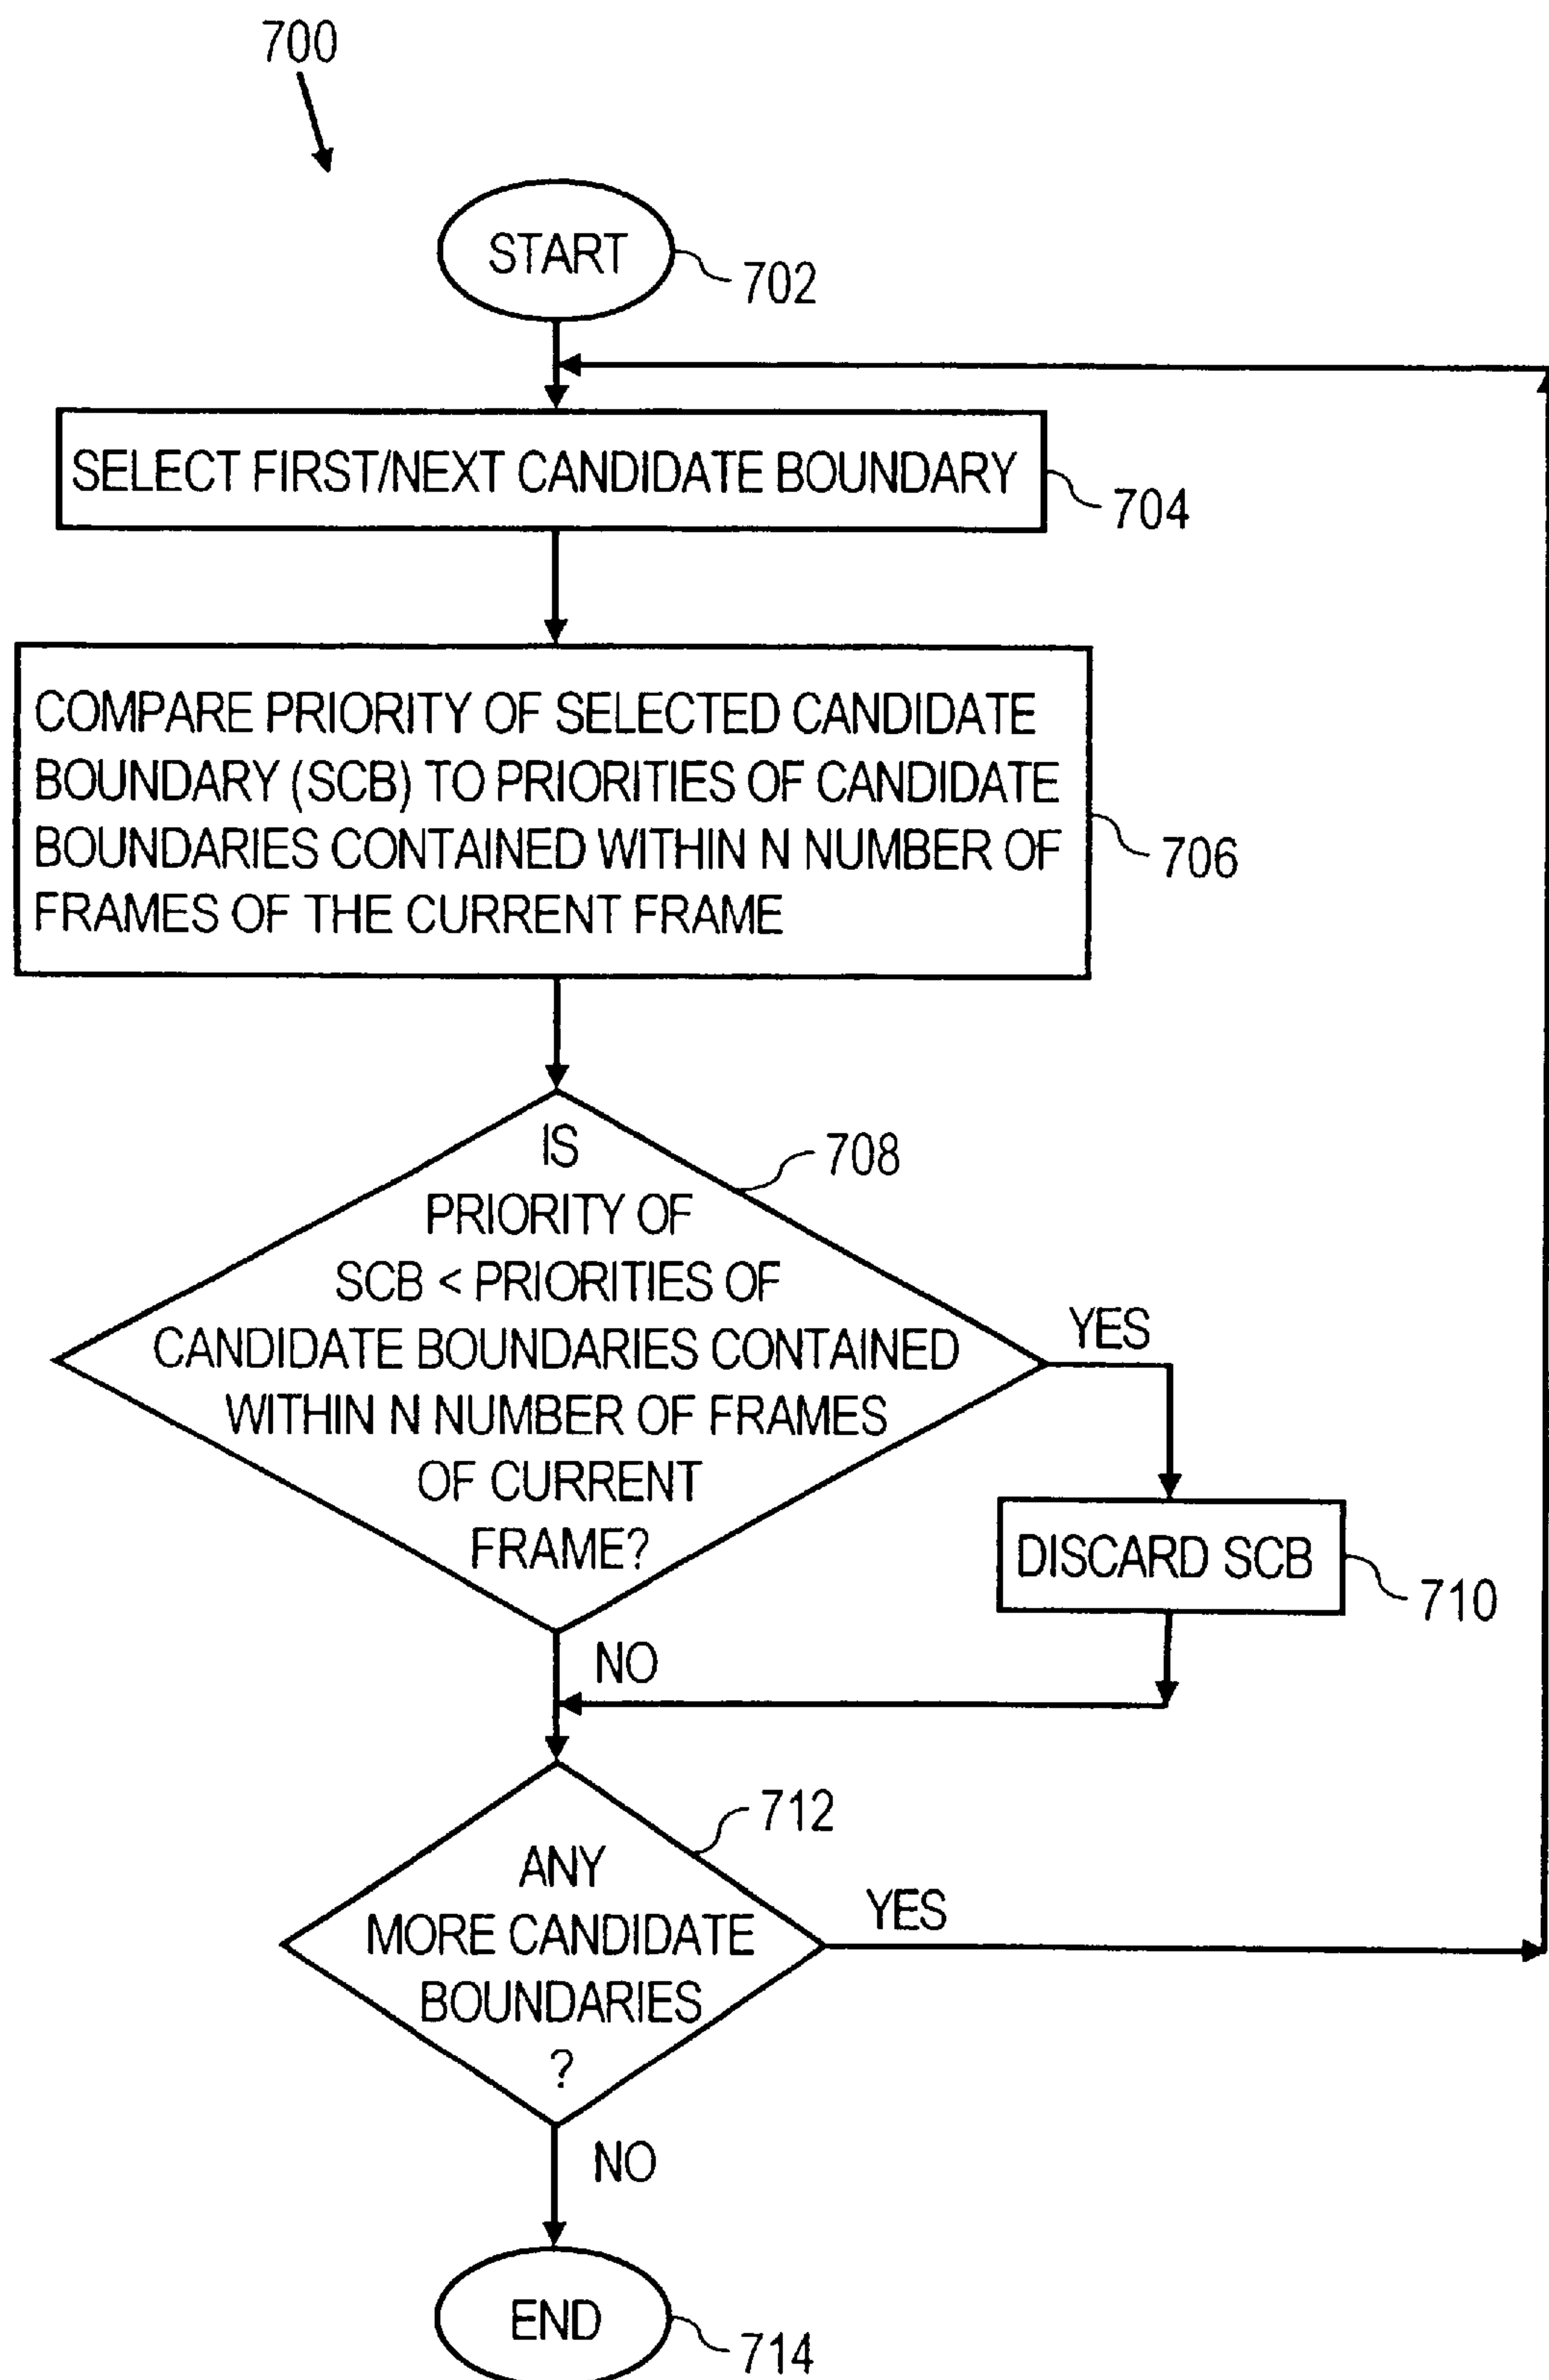 700
START
702
SELECT FIRST/NEXT CANDIDATE BOUNDARY
704
COMPARE PRIORITY OF SELECTED CANDIDATE
BOUNDARY (SCB) TO PRIORITIES OF CANDIDATE
BOUNDARIES CONTAINED WITHIN N NUMBER OF
FRAMES OF THE CURRENT FRAME
706
IS
PRIORITY OF
SCB < PRIORITIES OF
CANDIDATE BOUNDARIES CONTAINED
WITHIN N NUMBER OF FRAMES
OF CURRENT
FRAME?
708
YES
DISCARD SCB
710
NO
ANY
MORE CANDIDATE
BOUNDARIES
?
712
YES
NO
END
714